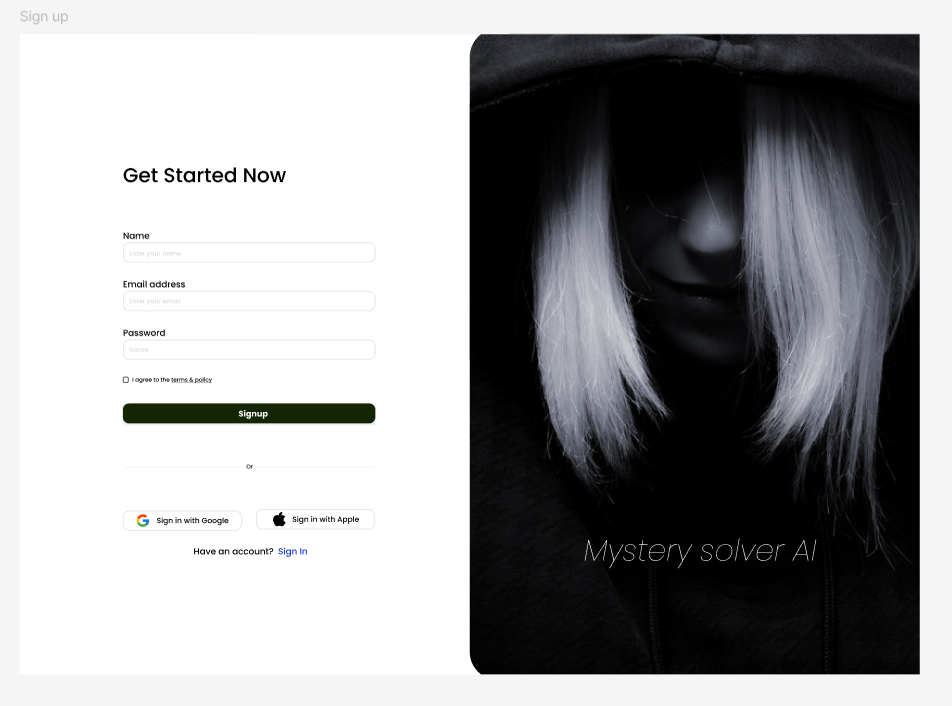 Sign up
Get Started Now
Name
Enter your name
Email address
Enter your email
Password
Name
I agree to the terms & policy
Signup
Or
Sign in with Google
Sign in with Apple
Have an account? Sign In
Mystery solver AI